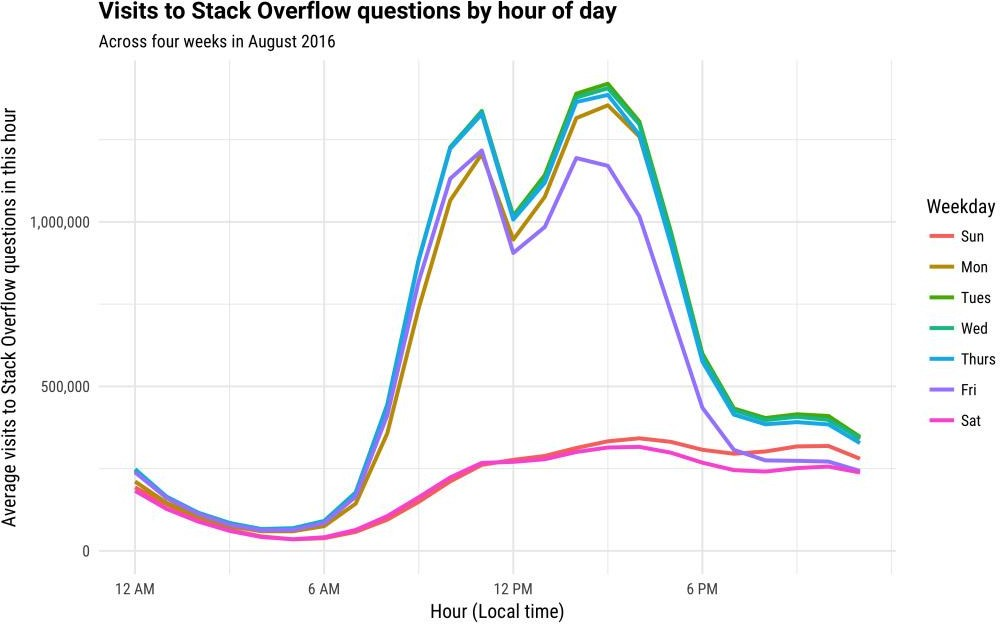 Visits to Stack Overflow questions by hour of day
Across four weeks in August 2016
Average visits to Stack Overflow questions in this hour
1,000,000
500,000
0
12 AM
6 AM
12 PM
6 PM
Hour (Local time)
Weekday
Sun
Mon
Tues
Wed
Thurs
Fri
Sat